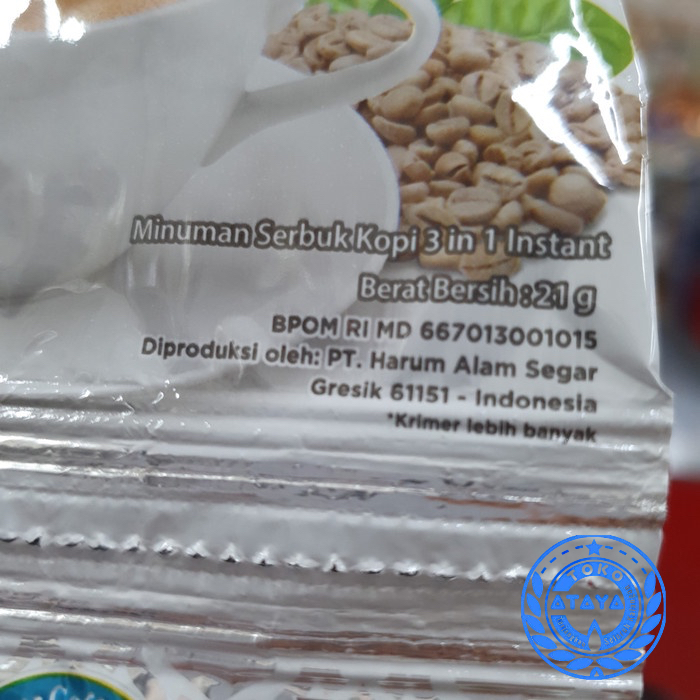 Minuman Serbuk Kopi 3 in 1 Instant
Berat Bersih : 21 g
BPOM RI MD 667013001015
Diproduksi oleh: PT. Harum Alam Segar
Gresik 61151 - Indonesia
*Krimer lebih banyak
TOKO
ATAYA